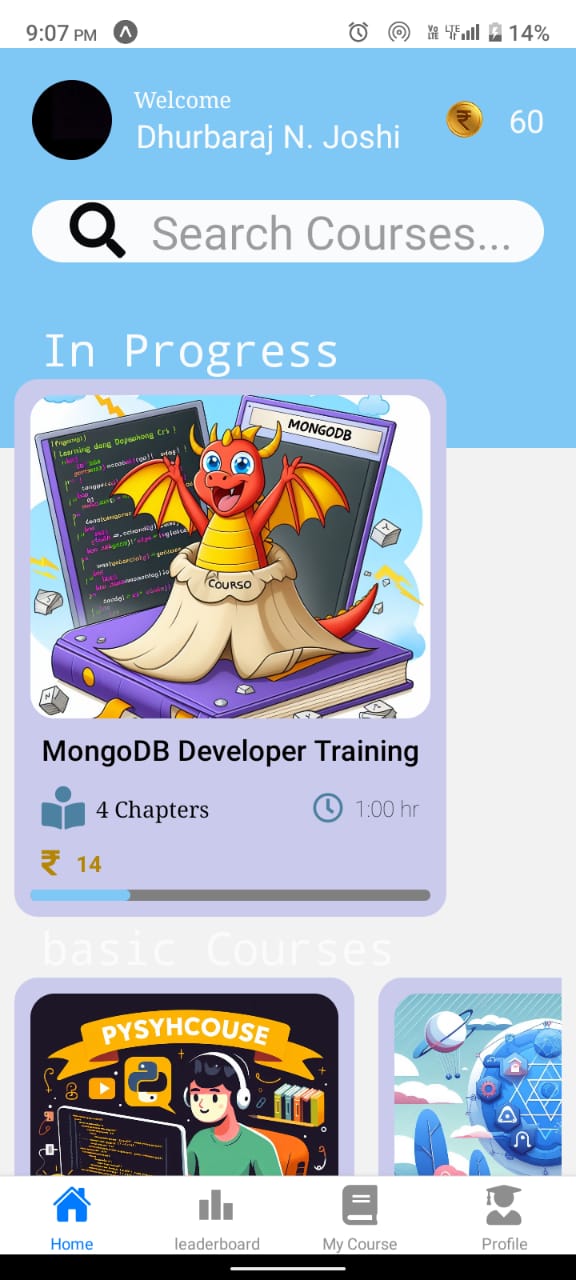 9:07 PM
14%
Welcome
Dhurbaraj N. Joshi
60
Search Courses...
In Progress
MONGODB
COURSO
MongoDB Developer Training
4 Chapters
1:00 hr
₹ 14
basic Courses
PYSYHCOUSE
Home
leaderboard
My Course
Profile